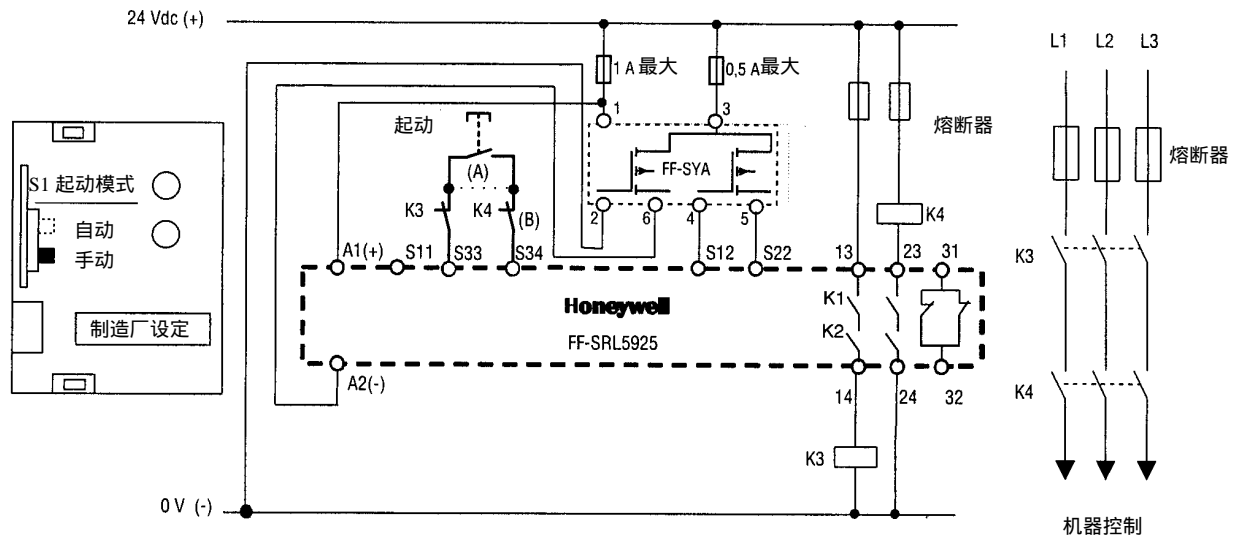 24 Vdc (+)
1 A 最大
0,5 A最大
L1 L2 L3
1
3
起动
熔断器
熔断器
FF-SYA
(A)
S1 起动模式
自动
手动
制造厂设定
K3 K4 (B)
2 6 4 5
K4
A1(+) S11 S33 S34 S12 S22 13 23 31
K3
Honeywell
FF-SRL5925
K1
K2
A2(-)
14 24 32
K4
K3
0 V (-)
机器控制